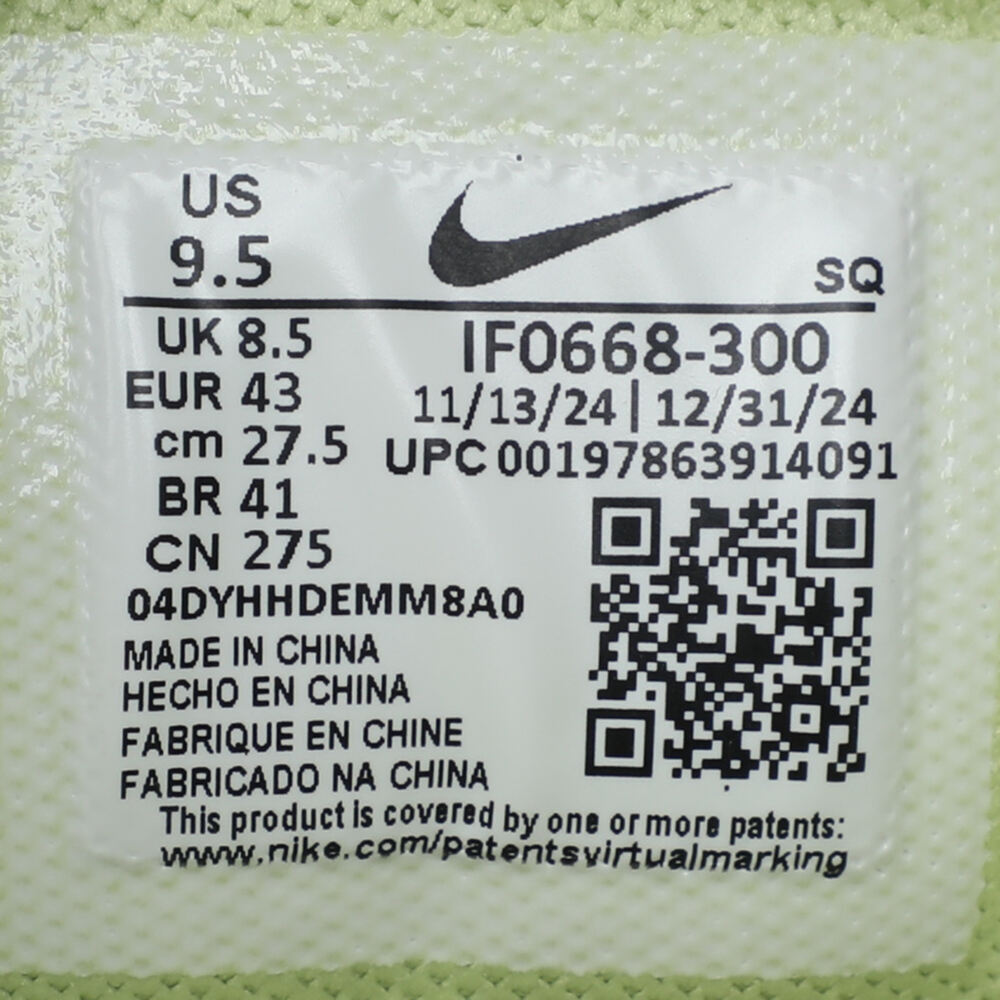 US
9.5
SQ
UK 8.5
EUR 43
cm 27.5
BR 41
CN 275
IF0668-300
11/13/24 | 12/31/24
UPC 00197863914091
04DYHHDEMM8A0
MADE IN CHINA
HECHO EN CHINA
FABRIQUE EN CHINE
FABRICADO NA CHINA
This product is covered by one or more patents:
www.nike.com/patentsvirtualmarking